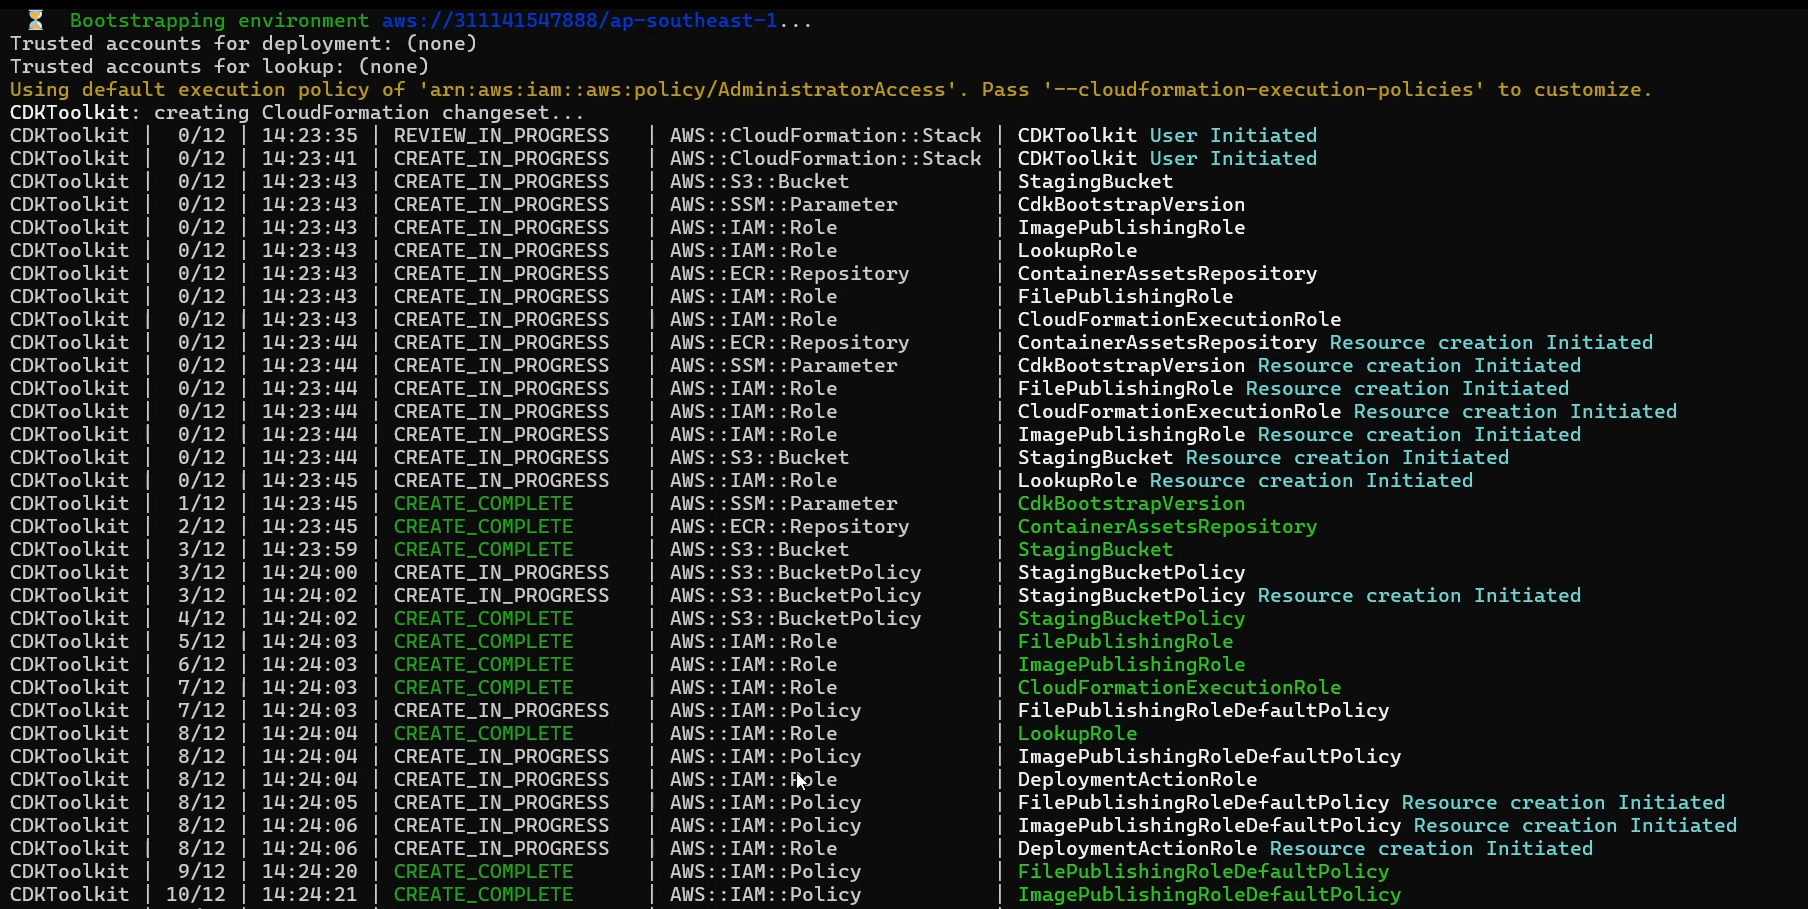 ⏳ Bootstrapping environment aws://311141547888/ap-southeast-1...
Trusted accounts for deployment: (none)
Trusted accounts for lookup: (none)
Using default execution policy of 'arn:aws:iam::aws:policy/AdministratorAccess'. Pass '--cloudformation-execution-policies' to customize.
CDKToolkit: creating CloudFormation changeset...
CDKToolkit |  0/12 | 14:23:35 | REVIEW_IN_PROGRESS   | AWS::CloudFormation::Stack | CDKToolkit User Initiated
CDKToolkit |  0/12 | 14:23:41 | CREATE_IN_PROGRESS   | AWS::CloudFormation::Stack | CDKToolkit User Initiated
CDKToolkit |  0/12 | 14:23:43 | CREATE_IN_PROGRESS   | AWS::S3::Bucket            | StagingBucket
CDKToolkit |  0/12 | 14:23:43 | CREATE_IN_PROGRESS   | AWS::SSM::Parameter        | CdkBootstrapVersion
CDKToolkit |  0/12 | 14:23:43 | CREATE_IN_PROGRESS   | AWS::IAM::Role             | ImagePublishingRole
CDKToolkit |  0/12 | 14:23:43 | CREATE_IN_PROGRESS   | AWS::IAM::Role             | LookupRole
CDKToolkit |  0/12 | 14:23:43 | CREATE_IN_PROGRESS   | AWS::ECR::Repository       | ContainerAssetsRepository
CDKToolkit |  0/12 | 14:23:43 | CREATE_IN_PROGRESS   | AWS::IAM::Role             | FilePublishingRole
CDKToolkit |  0/12 | 14:23:43 | CREATE_IN_PROGRESS   | AWS::IAM::Role             | CloudFormationExecutionRole
CDKToolkit |  0/12 | 14:23:44 | CREATE_IN_PROGRESS   | AWS::ECR::Repository       | ContainerAssetsRepository Resource creation Initiated
CDKToolkit |  0/12 | 14:23:44 | CREATE_IN_PROGRESS   | AWS::SSM::Parameter        | CdkBootstrapVersion Resource creation Initiated
CDKToolkit |  0/12 | 14:23:44 | CREATE_IN_PROGRESS   | AWS::IAM::Role             | FilePublishingRole Resource creation Initiated
CDKToolkit |  0/12 | 14:23:44 | CREATE_IN_PROGRESS   | AWS::IAM::Role             | CloudFormationExecutionRole Resource creation Initiated
CDKToolkit |  0/12 | 14:23:44 | CREATE_IN_PROGRESS   | AWS::IAM::Role             | ImagePublishingRole Resource creation Initiated
CDKToolkit |  0/12 | 14:23:44 | CREATE_IN_PROGRESS   | AWS::S3::Bucket            | StagingBucket Resource creation Initiated
CDKToolkit |  0/12 | 14:23:45 | CREATE_IN_PROGRESS   | AWS::IAM::Role             | LookupRole Resource creation Initiated
CDKToolkit |  1/12 | 14:23:45 | CREATE_COMPLETE      | AWS::SSM::Parameter        | CdkBootstrapVersion
CDKToolkit |  2/12 | 14:23:45 | CREATE_COMPLETE      | AWS::ECR::Repository       | ContainerAssetsRepository
CDKToolkit |  3/12 | 14:23:59 | CREATE_COMPLETE      | AWS::S3::Bucket            | StagingBucket
CDKToolkit |  3/12 | 14:24:00 | CREATE_IN_PROGRESS   | AWS::S3::BucketPolicy      | StagingBucketPolicy
CDKToolkit |  3/12 | 14:24:02 | CREATE_IN_PROGRESS   | AWS::S3::BucketPolicy      | StagingBucketPolicy Resource creation Initiated
CDKToolkit |  4/12 | 14:24:02 | CREATE_COMPLETE      | AWS::S3::BucketPolicy      | StagingBucketPolicy
CDKToolkit |  5/12 | 14:24:03 | CREATE_COMPLETE      | AWS::IAM::Role             | FilePublishingRole
CDKToolkit |  6/12 | 14:24:03 | CREATE_COMPLETE      | AWS::IAM::Role             | ImagePublishingRole
CDKToolkit |  7/12 | 14:24:03 | CREATE_COMPLETE      | AWS::IAM::Role             | CloudFormationExecutionRole
CDKToolkit |  7/12 | 14:24:03 | CREATE_IN_PROGRESS   | AWS::IAM::Policy           | FilePublishingRoleDefaultPolicy
CDKToolkit |  8/12 | 14:24:04 | CREATE_COMPLETE      | AWS::IAM::Role             | LookupRole
CDKToolkit |  8/12 | 14:24:04 | CREATE_IN_PROGRESS   | AWS::IAM::Policy           | ImagePublishingRoleDefaultPolicy
CDKToolkit |  8/12 | 14:24:04 | CREATE_IN_PROGRESS   | AWS::IAM::Role             | DeploymentActionRole
CDKToolkit |  8/12 | 14:24:05 | CREATE_IN_PROGRESS   | AWS::IAM::Policy           | FilePublishingRoleDefaultPolicy Resource creation Initiated
CDKToolkit |  8/12 | 14:24:06 | CREATE_IN_PROGRESS   | AWS::IAM::Policy           | ImagePublishingRoleDefaultPolicy Resource creation Initiated
CDKToolkit |  8/12 | 14:24:06 | CREATE_IN_PROGRESS   | AWS::IAM::Role             | DeploymentActionRole Resource creation Initiated
CDKToolkit |  9/12 | 14:24:20 | CREATE_COMPLETE      | AWS::IAM::Policy           | FilePublishingRoleDefaultPolicy
CDKToolkit | 10/12 | 14:24:21 | CREATE_COMPLETE      | AWS::IAM::Policy           | ImagePublishingRoleDefaultPolicy